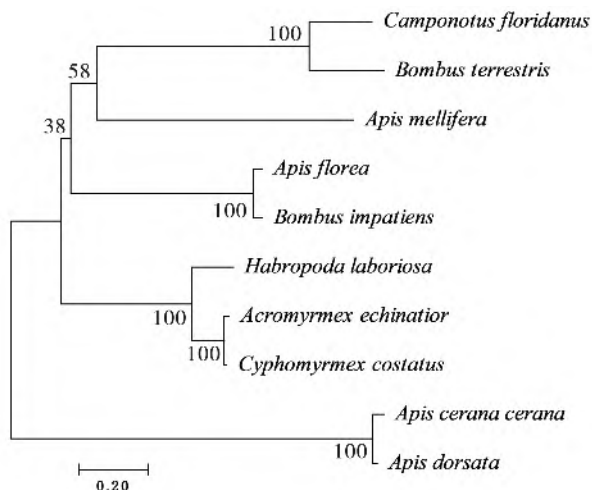 Camponotus floridanus
100
Bombus terrestris
58
Apis mellifera
38
Apis florea
100
Bombus impatiens
Habropoda laboriosa
100
Acromyrmex echinatior
100
Cyphomyrmex costatus
Apis cerana cerana
100
Apis dorsata
0.20